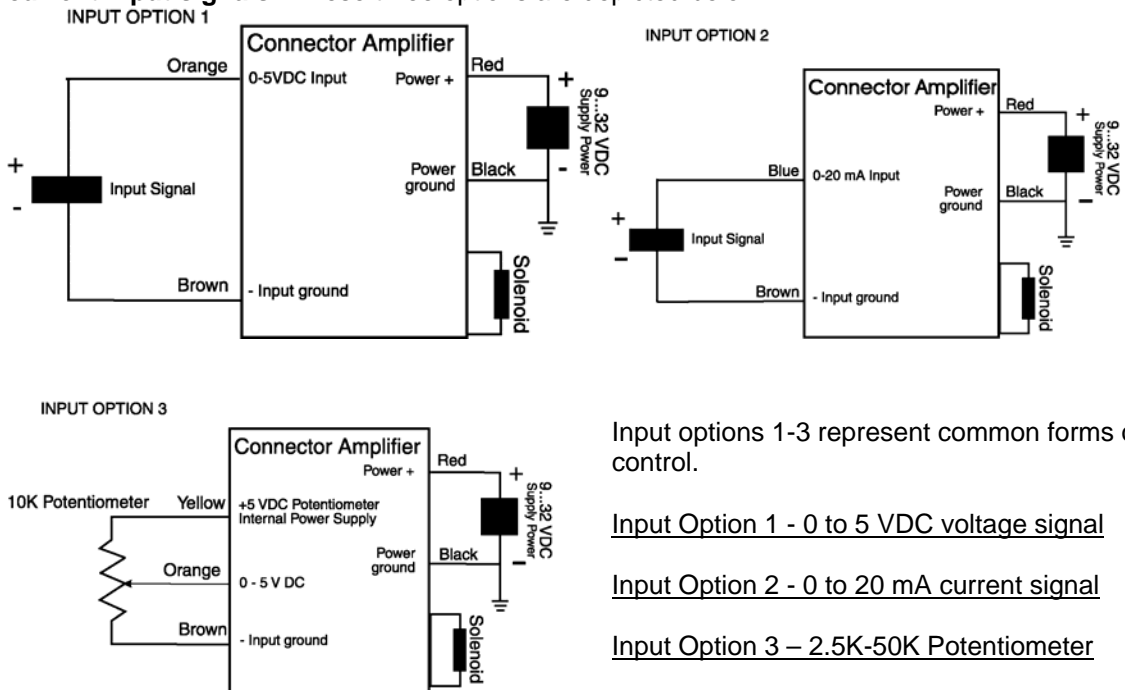 INPUT OPTION 1
Connector Amplifier
Orange
0-5VDC Input
Power +
Red
+
9...32 VDC
Supply Power
-
+
Input Signal
-
Power
ground
Black
Brown
- Input ground
Solenoid
INPUT OPTION 2
Connector Amplifier
Power +
Red
+
9...32 VDC
Supply Power
-
Blue
0-20 mA Input
Power
ground
Black
+
Input Signal
-
Brown
- Input ground
Solenoid
INPUT OPTION 3
Connector Amplifier
Power +
Red
+
9...32 VDC
Supply Power
-
10K Potentiometer
Yellow
+5 VDC Potentiometer
Internal Power Supply
Power
ground
Black
Orange
0 - 5 V DC
Brown
- Input ground
Solenoid
Input options 1-3 represent common forms
control.
Input Option 1 - 0 to 5 VDC voltage signal
Input Option 2 - 0 to 20 mA current signal
Input Option 3 – 2.5K-50K Potentiometer